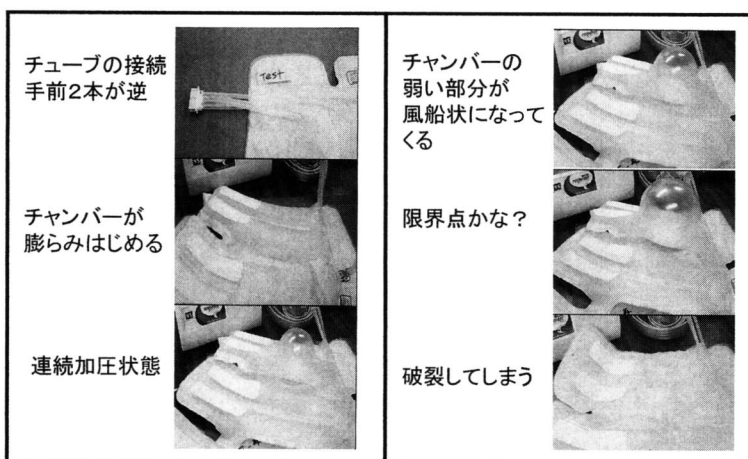 チューブの接続
手前2本が逆
Test
チャンバーが
膨らみはじめる
連続加圧状態
チャンバーの
弱い部分が
風船状になって
くる
限界点かな？
破裂してしまう